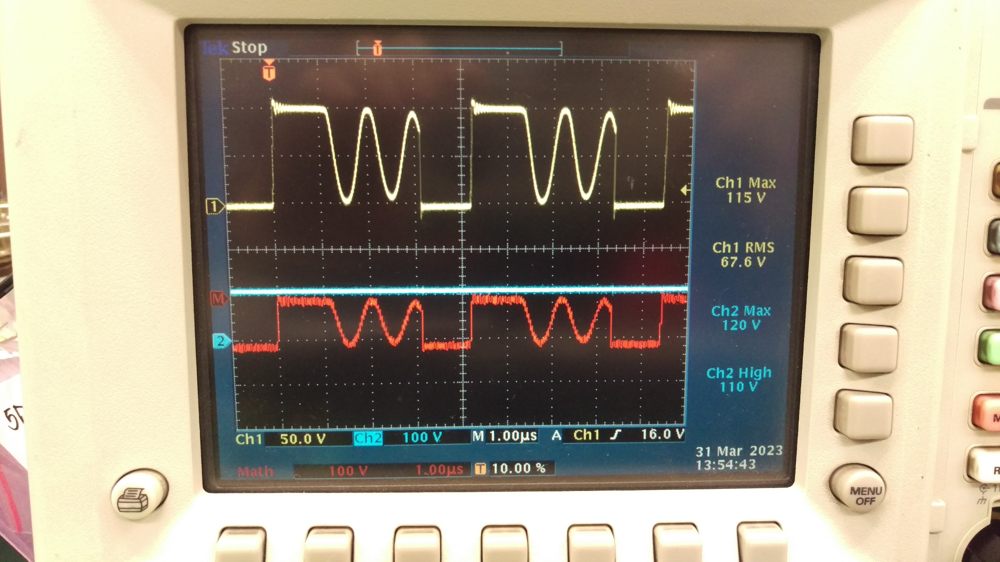 Tek Stop
T
T
1
Ch1 Max
115 V
Ch1 RMS
67.6 V
M
Ch2 Max
120 V
2
Ch2 High
110 V
Ch1 50.0 V Ch2 100 V M 1.00µs A Ch1 16.0 V
31 Mar 2023
13:54:43
Math 100 V 1.00µs T 10.00 %
MENU
OFF
M
R